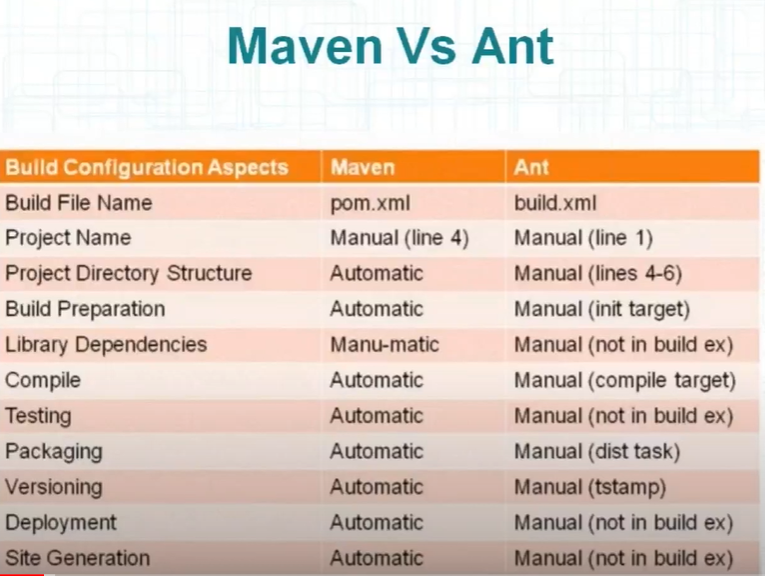 Maven Vs Ant
Build Configuration Aspects Maven Ant
Build File Name pom.xml build.xml
Project Name Manual (line 4) Manual (line 1)
Project Directory Structure Automatic Manual (lines 4-6)
Build Preparation Automatic Manual (init target)
Library Dependencies Manu-matic Manual (not in build ex)
Compile Automatic Manual (compile target)
Testing Automatic Manual (not in build ex)
Packaging Automatic Manual (dist task)
Versioning Automatic Manual (tstamp)
Deployment Automatic Manual (not in build ex)
Site Generation Automatic Manual (not in build ex)